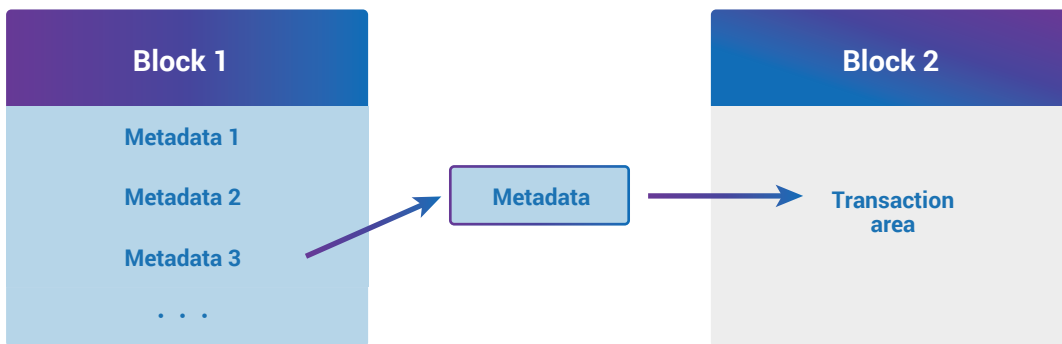 Block 1
Metadata 1
Metadata 2
Metadata 3
. . .
Metadata
Block 2
Transaction
area